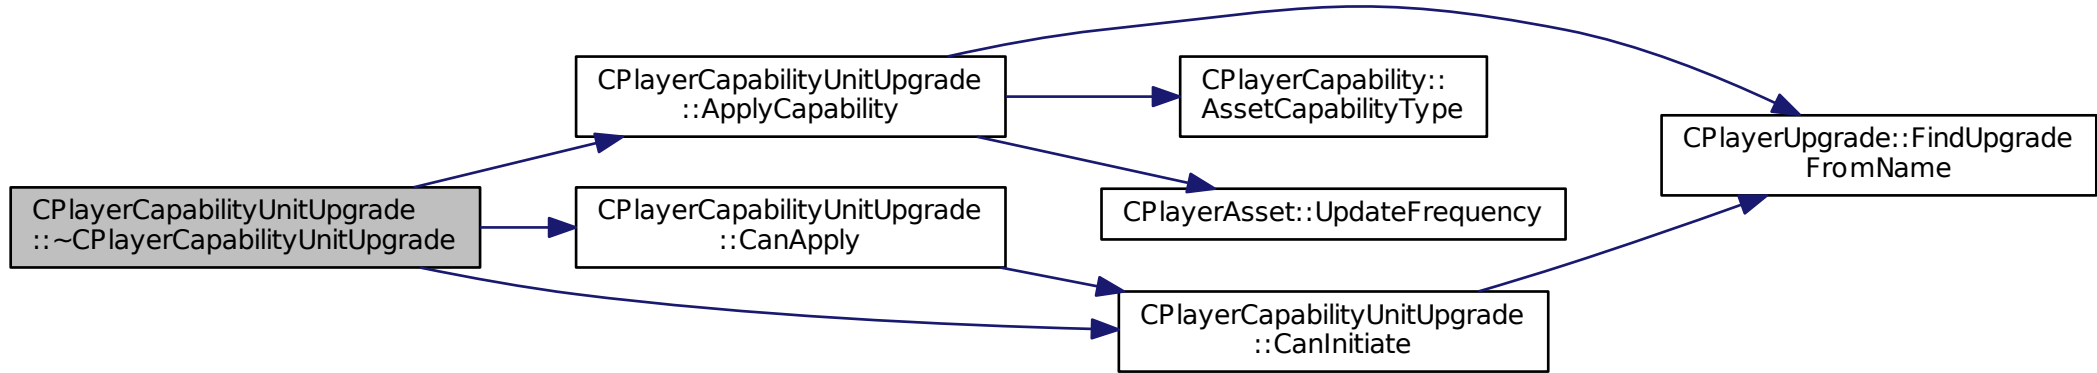 CPlayerCapabilityUnitUpgrade
::~CPlayerCapabilityUnitUpgrade
CPlayerCapabilityUnitUpgrade
::ApplyCapability
CPlayerCapabilityUnitUpgrade
::CanApply
CPlayerCapability::
AssetCapabilityType
CPlayerAsset::UpdateFrequency
CPlayerCapabilityUnitUpgrade
::CanInitiate
CPlayerUpgrade::FindUpgrade
FromName